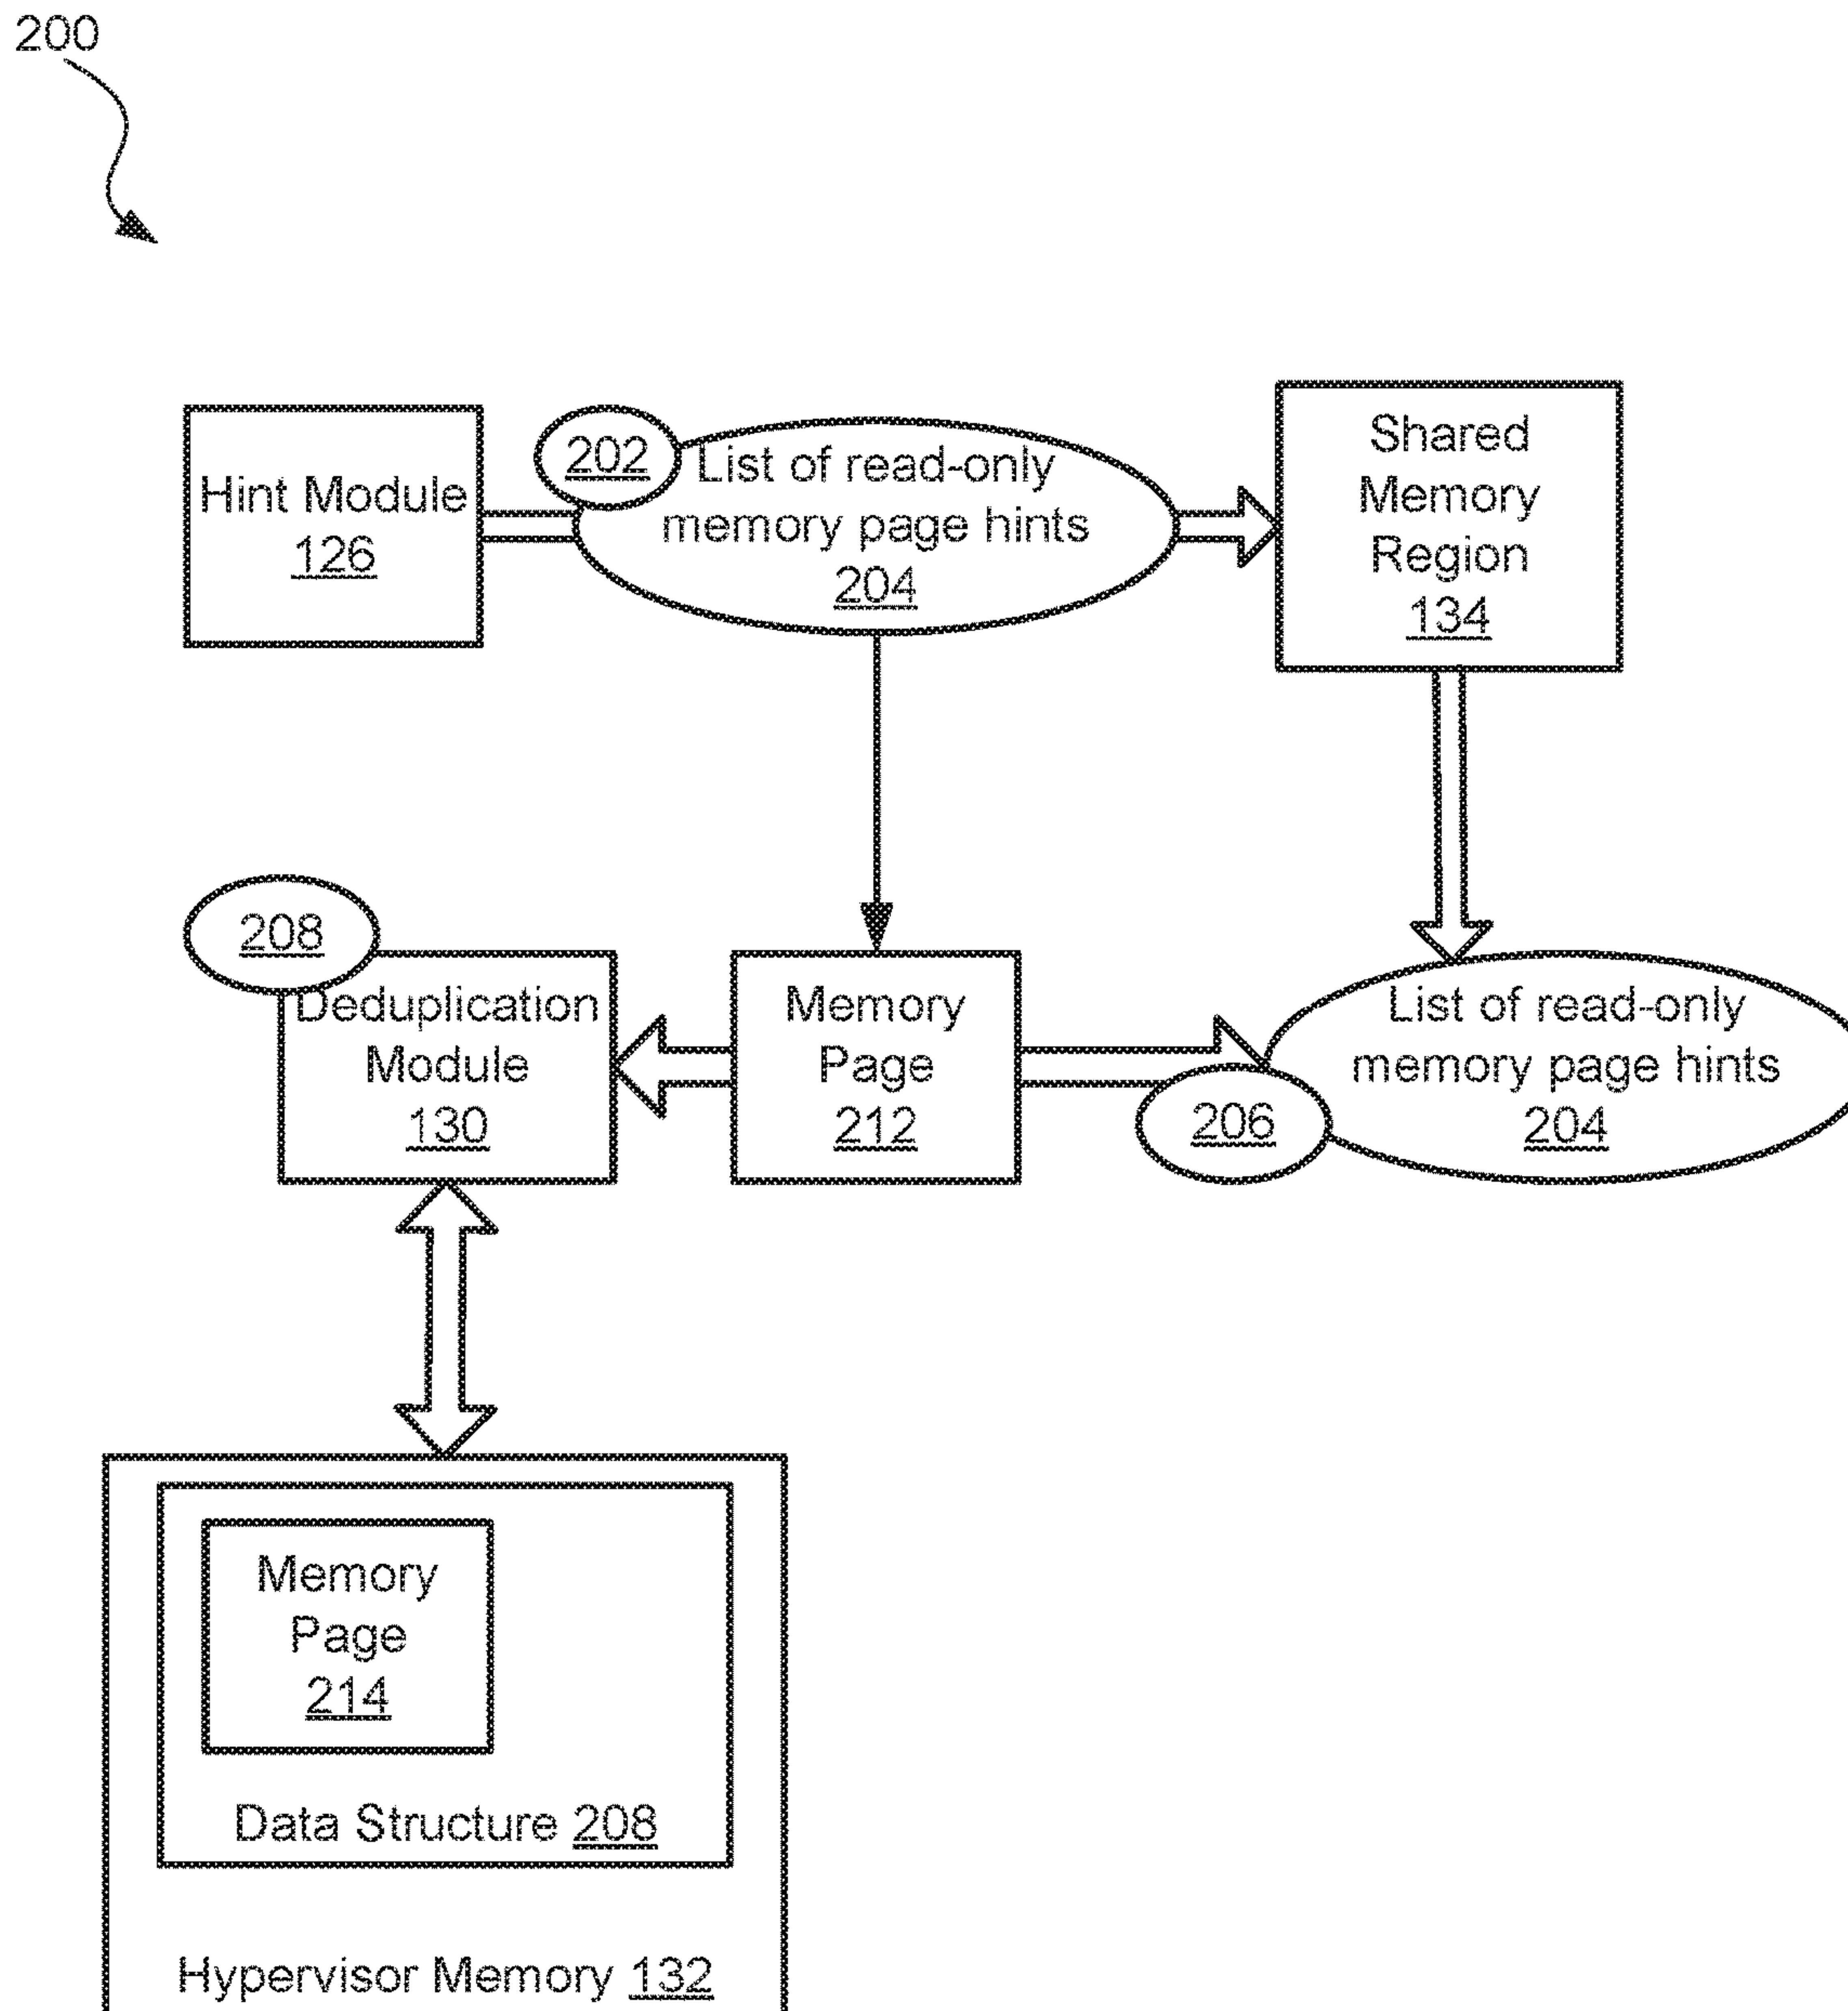 200
Hint Module
126
202
List of read-only
memory page hints
204
Shared
Memory
Region
134
208
Deduplication
Module
130
Memory
Page
212
206
List of read-only
memory page hints
204
Memory
Page
214
Data Structure 208
Hypervisor Memory 132